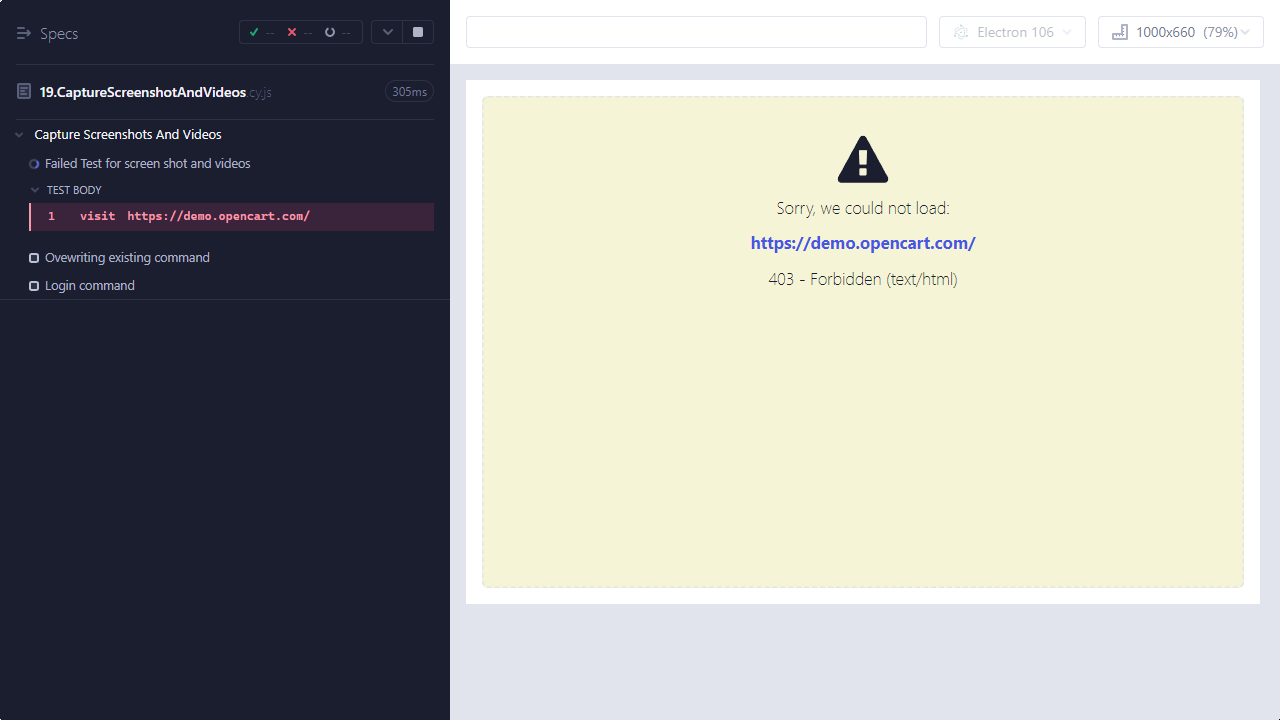 Specs
-- -- --
19.CaptureScreenshotAndVideos.cy.js 305ms
Capture Screenshots And Videos
Failed Test for screen shot and videos
TEST BODY
1 visit https://demo.opencart.com/
Ovewriting existing command
Login command
Electron 106
1000x660 (79%)
Sorry, we could not load:
https://demo.opencart.com/
403 - Forbidden (text/html)